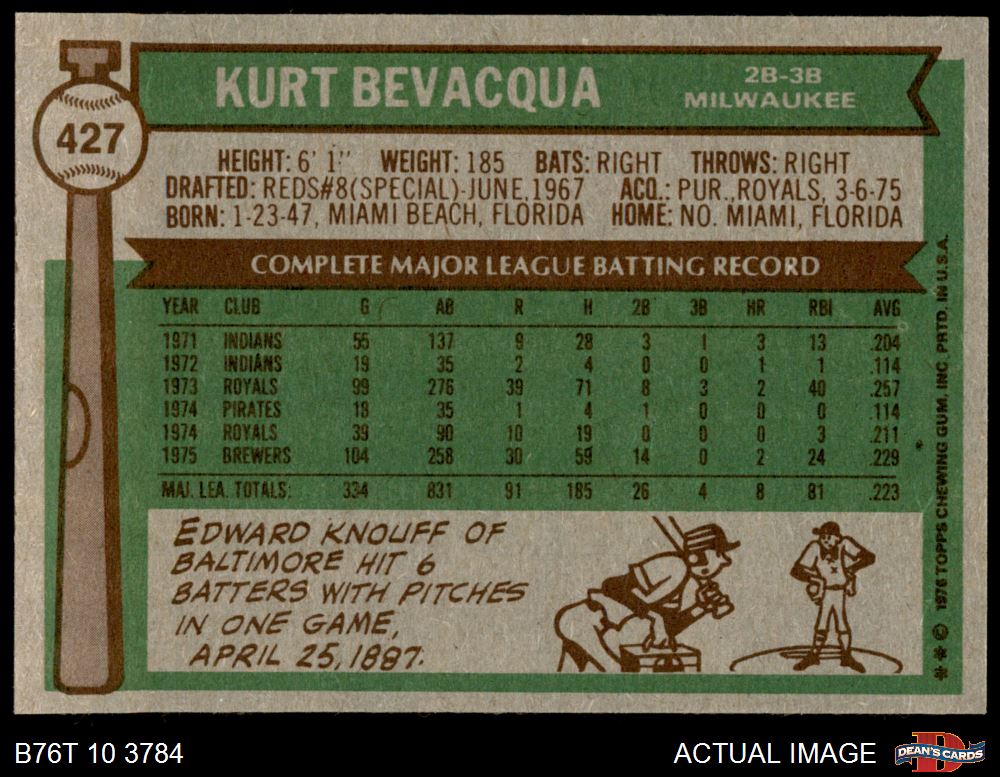 427
KURT BEVACQUA
2B-3B
MILWAUKEE
HEIGHT: 6' 1" WEIGHT: 185 BATS: RIGHT THROWS: RIGHT
DRAFTED: REDS#8(SPECIAL)-JUNE,1967 ACQ.: PUR.,ROYALS, 3-6-75
BORN: 1-23-47, MIAMI BEACH, FLORIDA HOME: NO. MIAMI, FLORIDA
COMPLETE MAJOR LEAGUE BATTING RECORD
YEAR CLUB G AB R H 2B 3B HR RBI AVG
1971 INDIANS 55 137 9 28 3 1 3 13 .204
1972 INDIANS 19 35 2 4 0 0 1 1 .114
1973 ROYALS 99 276 39 71 8 3 2 40 .257
1974 PIRATES 18 35 1 4 1 0 0 0 .114
1974 ROYALS 39 90 10 19 0 0 0 3 .211
1975 BREWERS 104 258 30 59 14 0 2 24 .229
MAJ. LEA. TOTALS: 334 831 91 185 26 4 8 81 .223
EDWARD KNOUFF OF
BALTIMORE HIT 6
BATTERS WITH PITCHES
IN ONE GAME,
APRIL 25, 1887.
* * © 1976 TOPPS CHEWING GUM, INC. PRTD. IN U.S.A.
B76T 10 3784
ACTUAL IMAGE
D
DEAN'S CARDS